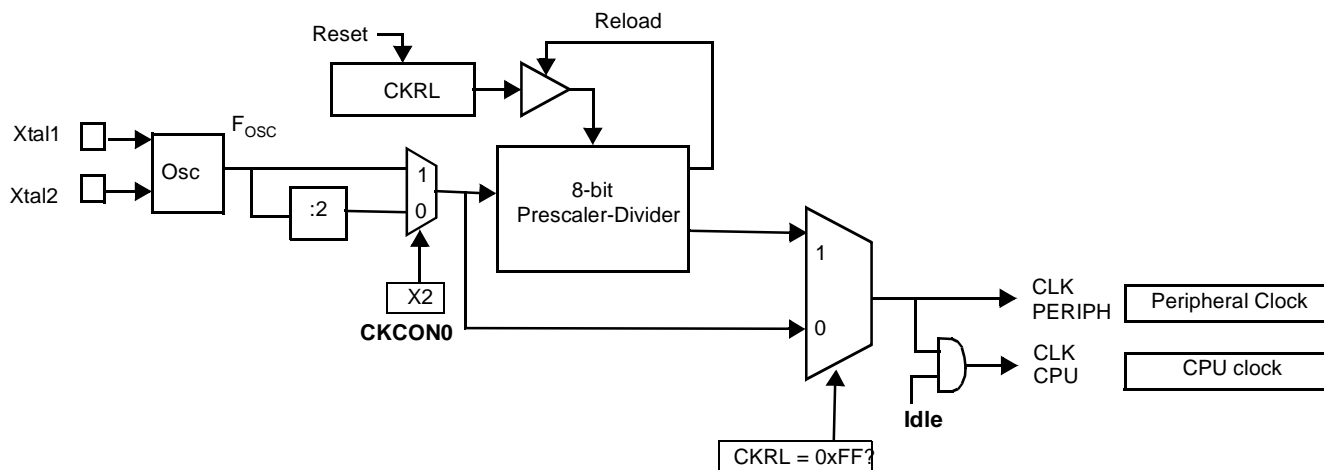 Reload
Reset
CKRL
Xtal1
Xtal2
FOSC
Osc
:2
1
0
X2
CKCON0
8-bit
Prescaler-Divider
1
0
CKRL = 0xFF?
CLK
PERIPH
Peripheral Clock
CLK
CPU
CPU clock
Idle